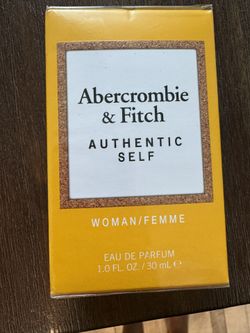 Abercrombie
& Fitch
AUTHENTIC
SELF
WOMAN/FEMME
EAU DE PARFUM
1.0 FL. OZ. / 30 mL ℮